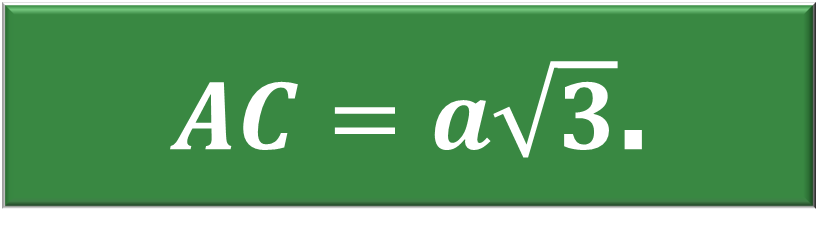 AC = a√3.